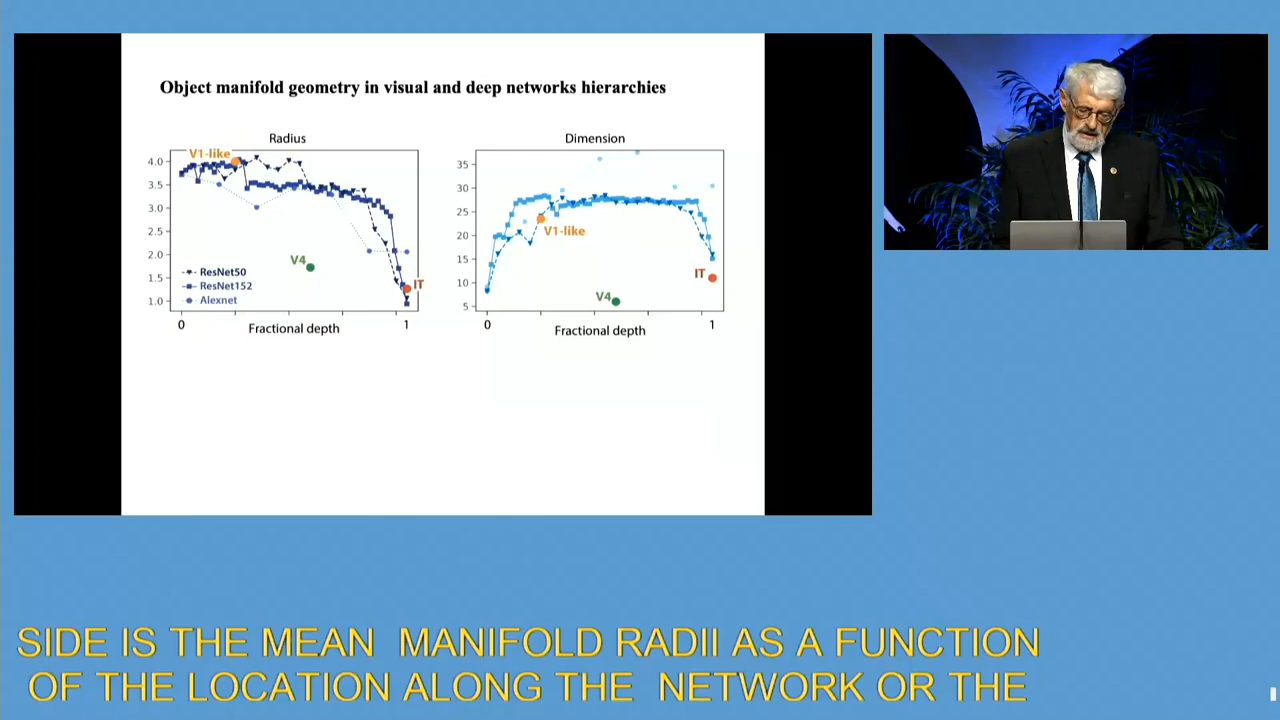 Object manifold geometry in visual and deep networks hierarchies
Radius
V1-like
4.0
3.5
3.0
2.5
2.0
1.5
1.0
V4
IT
ResNet50
ResNet152
Alexnet
0
1
Fractional depth
Dimension
35
30
25
20
15
10
5
V1-like
IT
V4
0
1
Fractional depth
SIDE IS THE MEAN MANIFOLD RADII AS A FUNCTION
OF THE LOCATION ALONG THE NETWORK OR THE